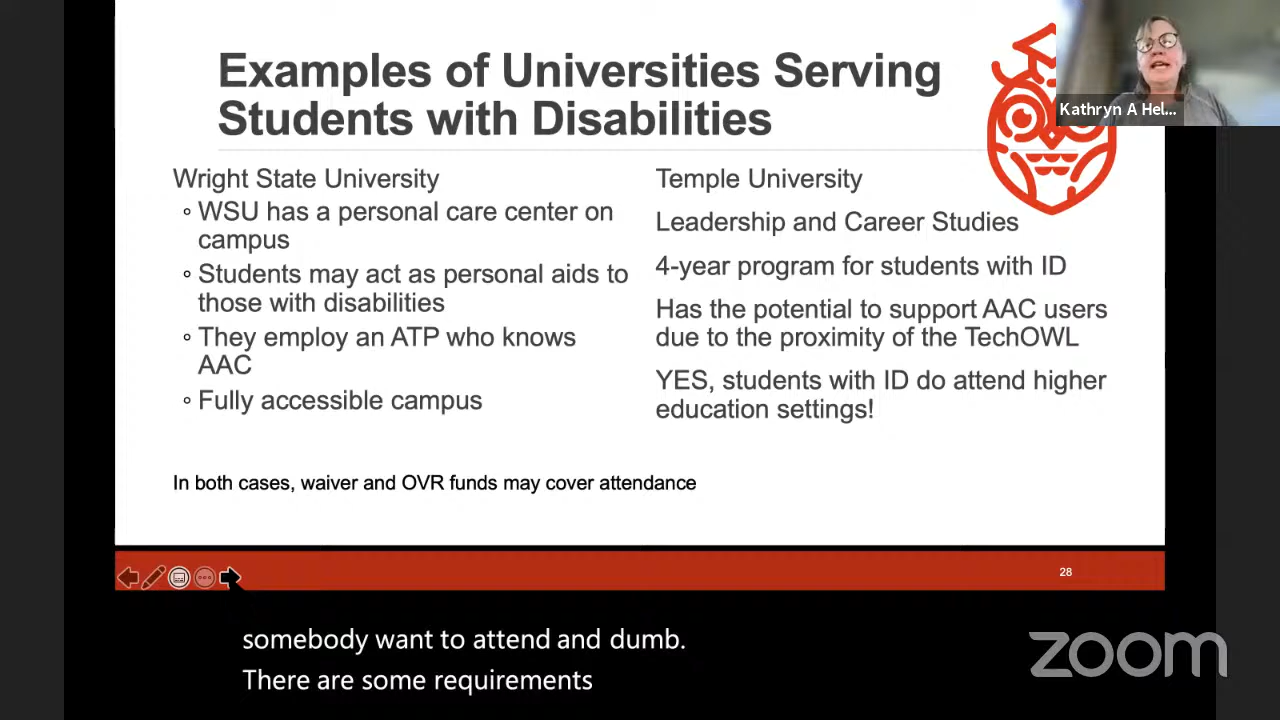 Examples of Universities Serving
Students with Disabilities
Kathryn A Hel...
Wright State University
◦ WSU has a personal care center on
campus
◦ Students may act as personal aids to
those with disabilities
◦ They employ an ATP who knows
AAC
◦ Fully accessible campus
Temple University
Leadership and Career Studies
4-year program for students with ID
Has the potential to support AAC users
due to the proximity of the TechOWL
YES, students with ID do attend higher
education settings!
In both cases, waiver and OVR funds may cover attendance
28
somebody want to attend and dumb.
There are some requirements
zoom